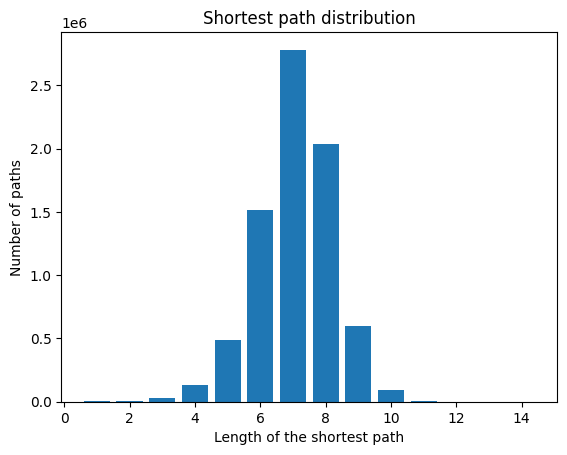 Shortest path distribution
1e6
2.5
2.0
1.5
1.0
0.5
0.0
Number of paths
0 2 4 6 8 10 12 14
Length of the shortest path